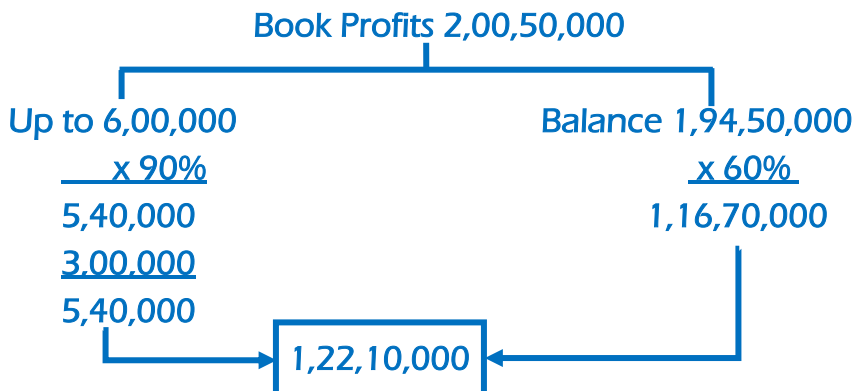 Book Profits 2,00,50,000
Up to 6,00,000
x 90%
5,40,000
3,00,000
5,40,000
Balance 1,94,50,000
x 60%
1,16,70,000
1,22,10,000